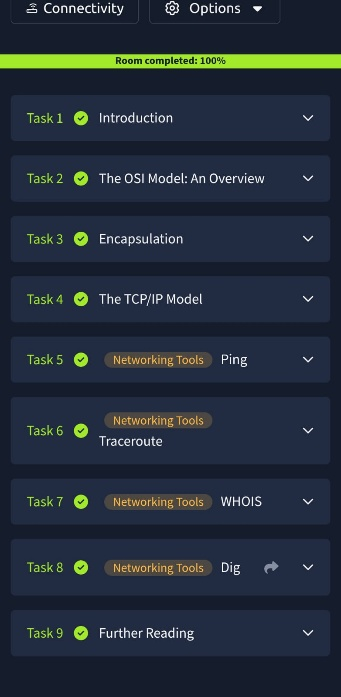 Connectivity
Options
Room completed: 100%
Task 1 Introduction
Task 2 The OSI Model: An Overview
Task 3 Encapsulation
Task 4 The TCP/IP Model
Task 5 Networking Tools Ping
Task 6 Networking Tools
Traceroute
Task 7 Networking Tools WHOIS
Task 8 Networking Tools Dig
Task 9 Further Reading